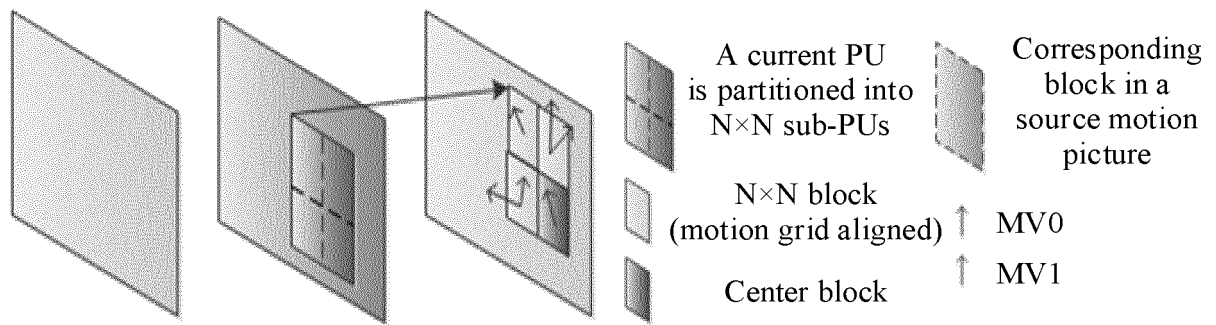 A current PU
is partitioned into
N×N sub-PUs
Corresponding
block in a
source motion
picture
N×N block
(motion grid aligned)
MV0
MV1
Center block